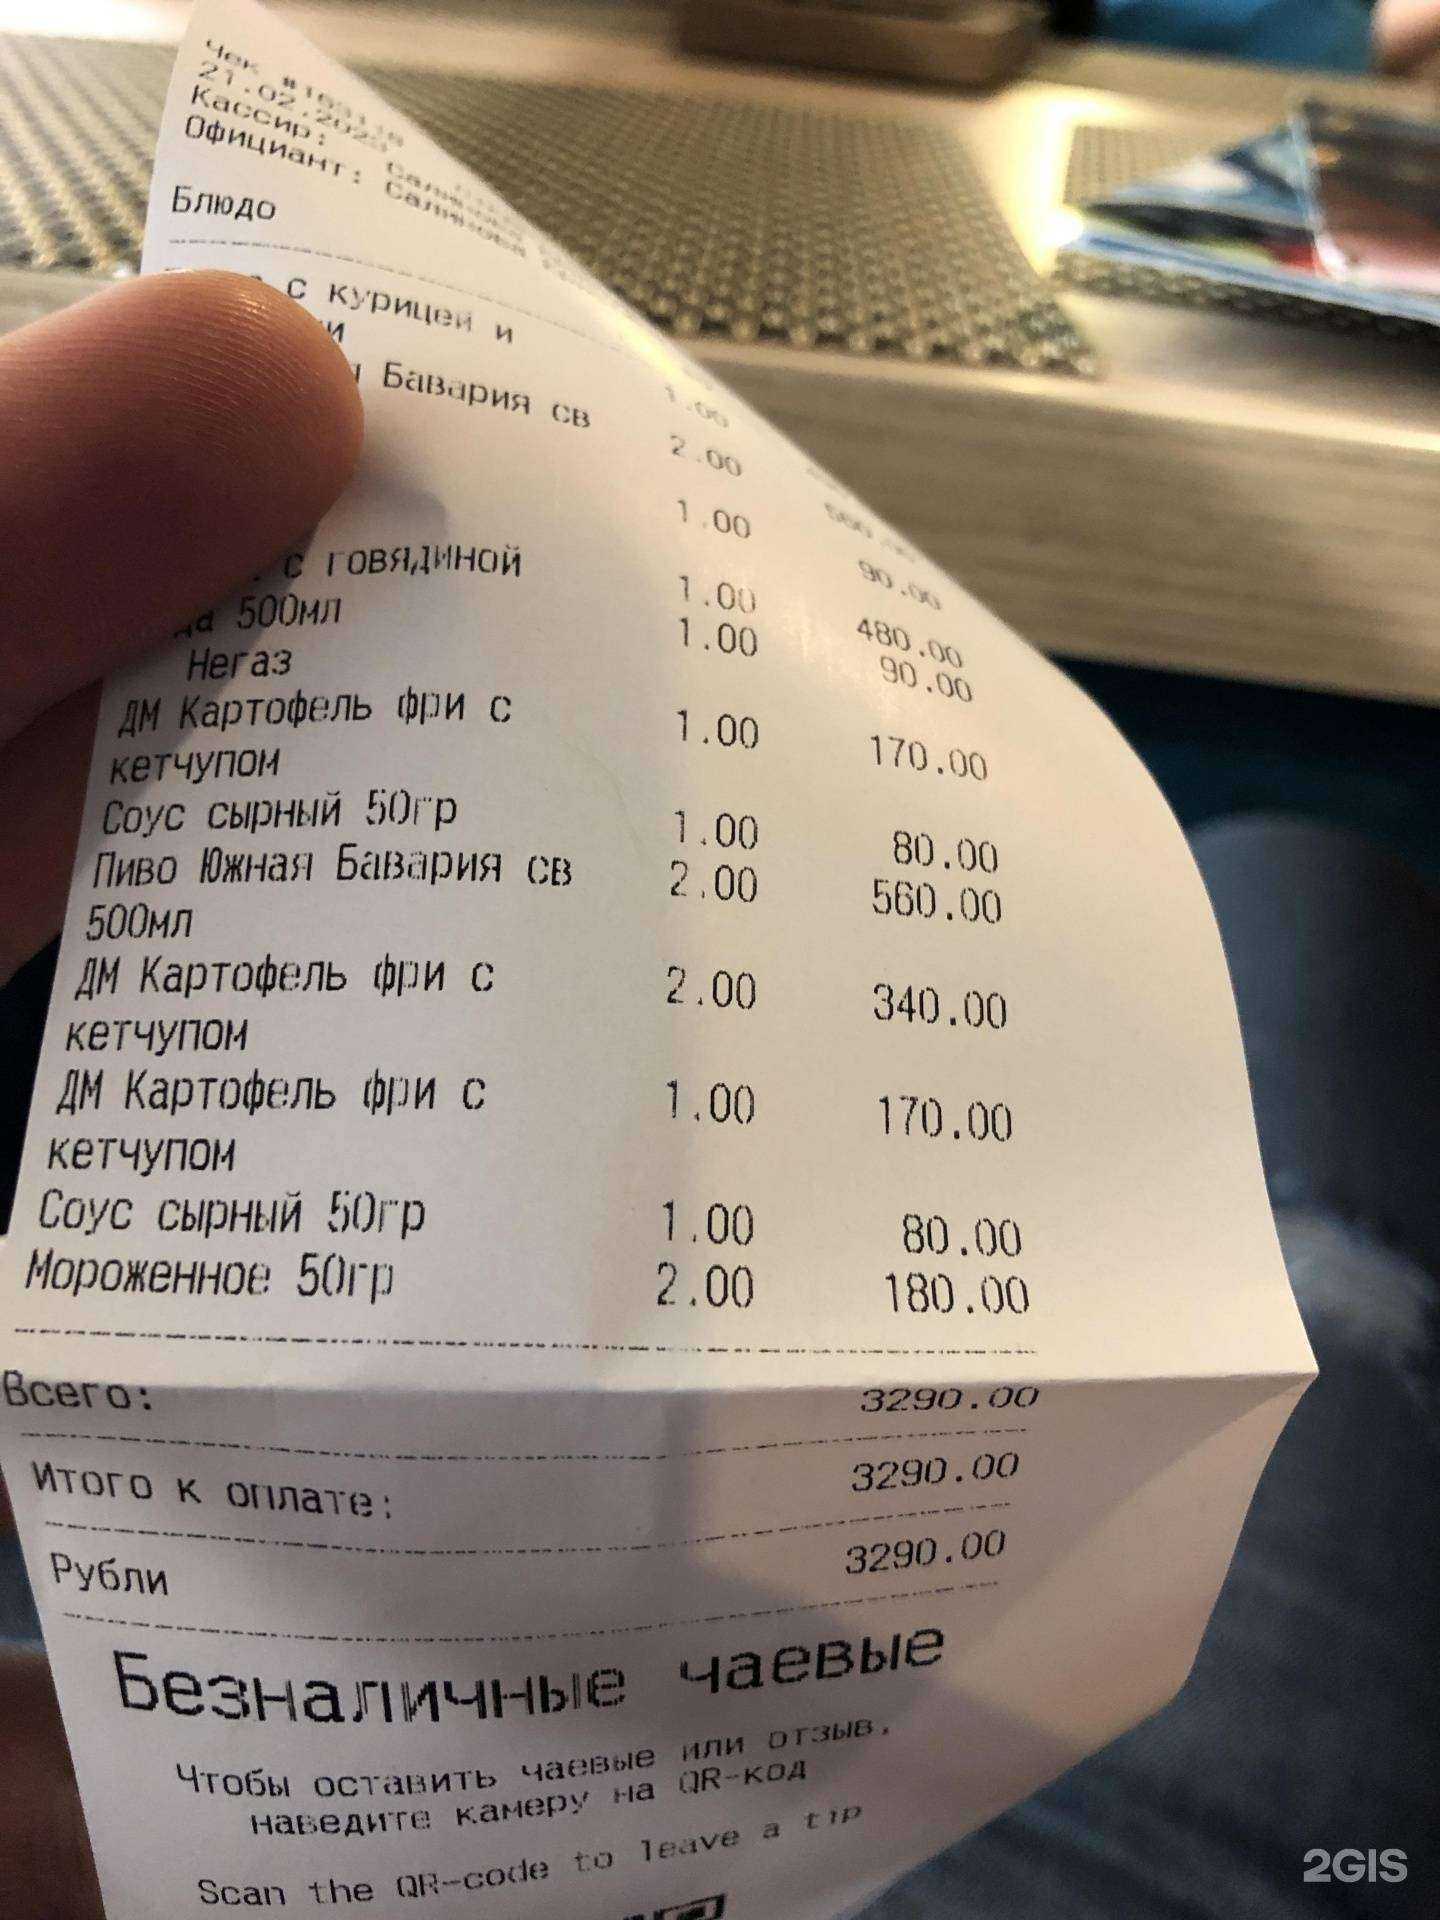 Чек
Кассир:
Официант:
Блюдо
с курицей и
Бавария св 1.00
2.00
1.00 90.00
с говядиной 1.00 480.00
500мл 1.00 90.00
Негаз
ДМ Картофель фри с 1.00 170.00
кетчупом
Соус сырный 50гр 1.00 80.00
Пиво Южная Бавария св 2.00 560.00
500мл
ДМ Картофель фри с 2.00 340.00
кетчупом
ДМ Картофель фри с 1.00 170.00
кетчупом
Соус сырный 50гр 1.00 80.00
Мороженное 50гр 2.00 180.00
Всего: 3290.00
Итого к оплате: 3290.00
Рубли 3290.00
Безналичные чаевые
Чтобы оставить чаевые или отзыв,
наведите камеру на QR-код
Scan the QR-code to leave a tip
2GIS